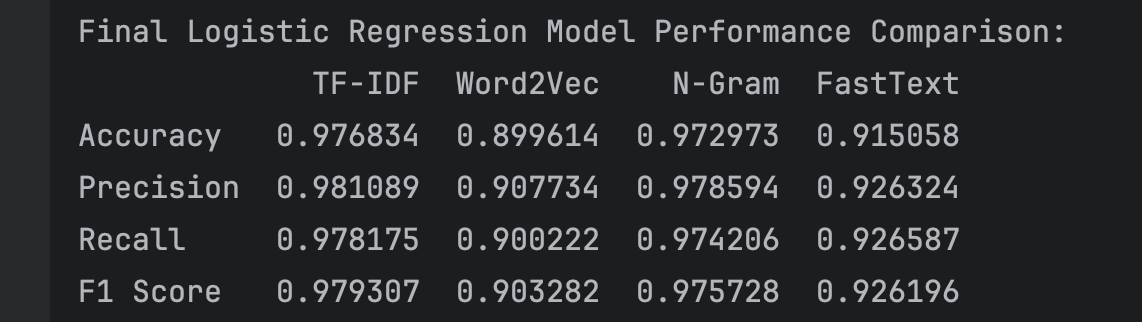 Final Logistic Regression Model Performance Comparison:
TF-IDF Word2Vec N-Gram FastText
Accuracy 0.976834 0.899614 0.972973 0.915058
Precision 0.981089 0.907734 0.978594 0.926324
Recall 0.978175 0.900222 0.974206 0.926587
F1 Score 0.979307 0.903282 0.975728 0.926196